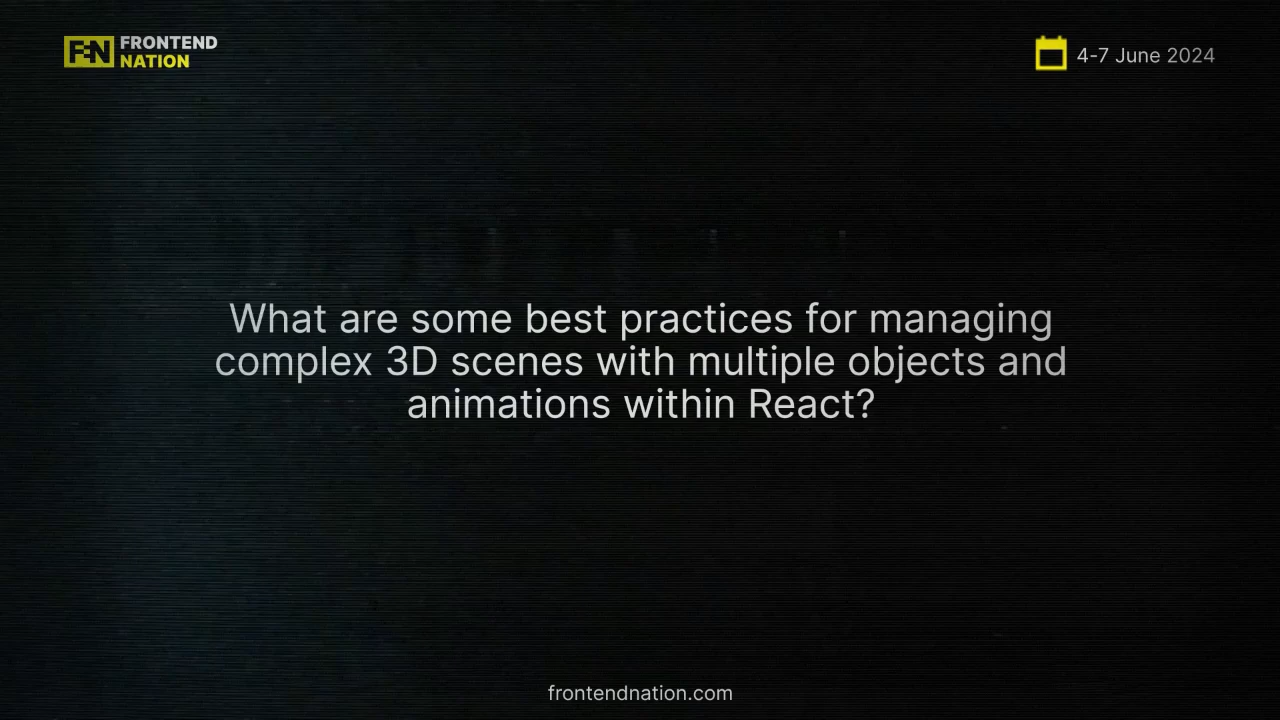 FEN FRONTEND
NATION
4-7 June 2024
What are some best practices for managing
complex 3D scenes with multiple objects and
animations within React?
frontendnation.com